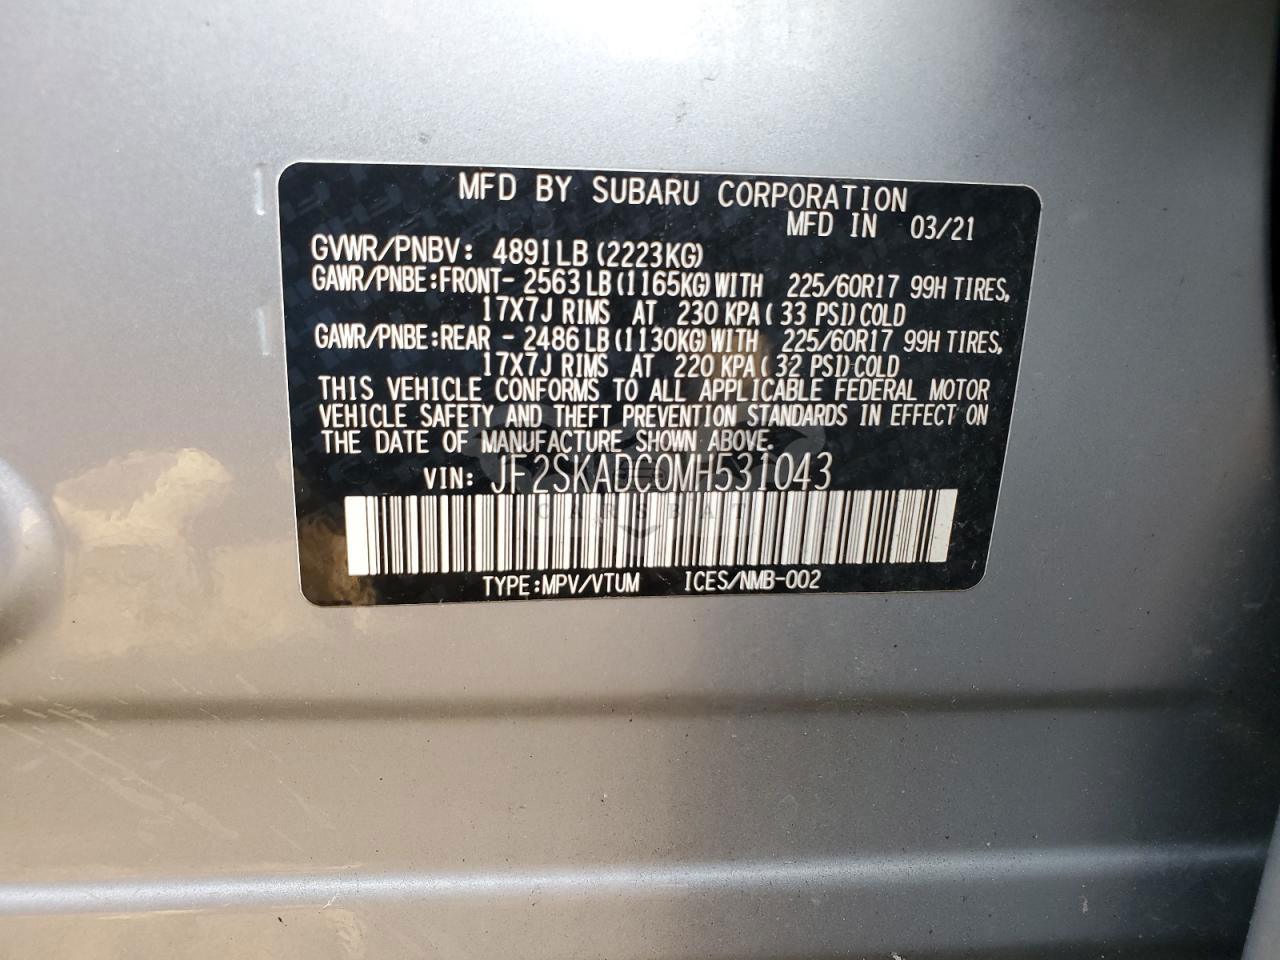 MFD BY SUBARU CORPORATION
MFD IN 03/21
GVWR/PNBV: 4891LB (2223KG)
GAWR/PNBE:FRONT- 2563 LB (1165KG) WITH 225/60R17 99H TIRES,
17X7J RIMS AT 230 KPA ( 33 PSI) COLD
GAWR/PNBE:REAR - 2486 LB (1130KG) WITH 225/60R17 99H TIRES,
17X7J RIMS AT 220 KPA ( 32 PSI) COLD
THIS VEHICLE CONFORMS TO ALL APPLICABLE FEDERAL MOTOR
VEHICLE SAFETY AND THEFT PREVENTION STANDARDS IN EFFECT ON
THE DATE OF MANUFACTURE SHOWN ABOVE.
VIN: JF2SKADC0MH531043
CARSBAT
TYPE:MPV/VTUM ICES/NMB-002